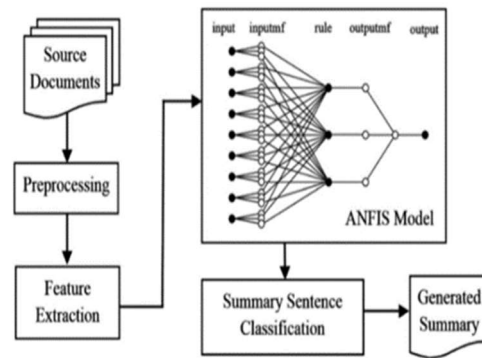 Source
Documents
Preprocessing
Feature
Extraction
input inputmf rule outputmf output
ANFIS Model
Summary Sentence
Classification
Generated
Summary